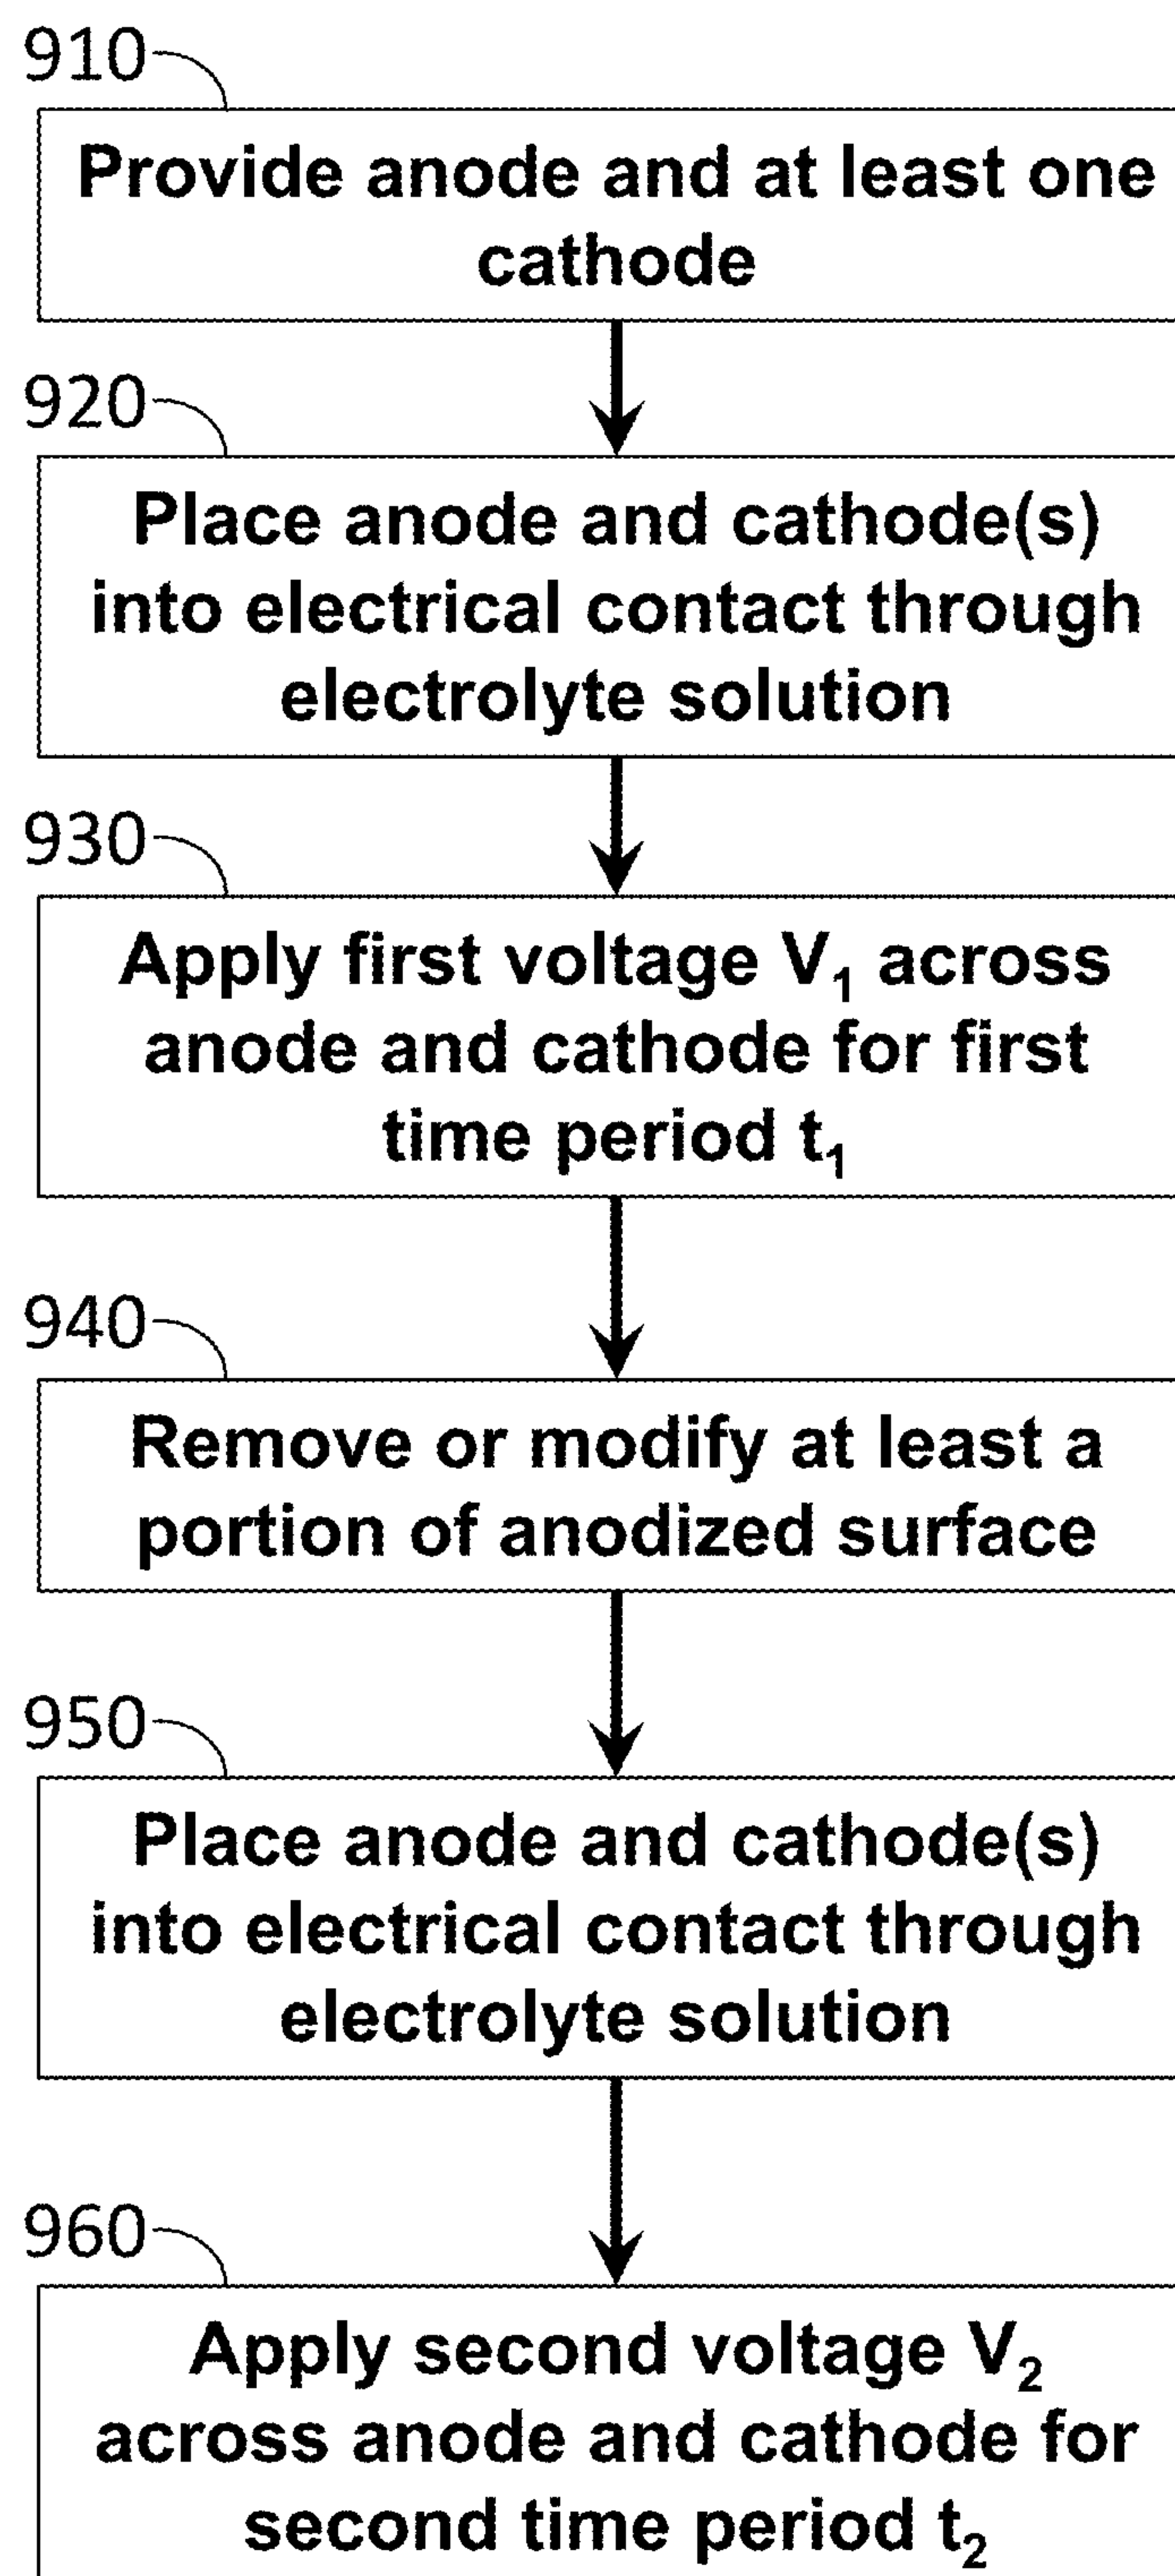 910
Provide anode and at least one
cathode
920
Place anode and cathode(s)
into electrical contact through
electrolyte solution
930
Apply first voltage V₁ across
anode and cathode for first
time period t₁
940
Remove or modify at least a
portion of anodized surface
950
Place anode and cathode(s)
into electrical contact through
electrolyte solution
960
Apply second voltage V₂
across anode and cathode for
second time period t₂